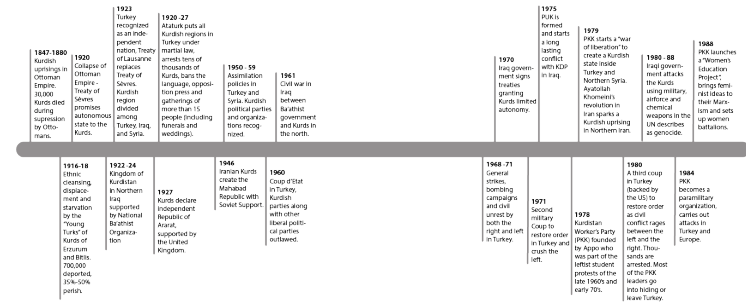 1847-1880
Kurdish
uprisings in
Ottoman
Empire.
30,000
Kurds died
during
supression
by Otto-
mans.
1920
Collapse of
Ottoman
Empire -
Treaty of
Sèvres
promises
autonomous
state to the
Kurds.
1923
Turkey
recognized
as an inde-
pendent
nation, Treaty
of Lausanne
replaces
Treaty of
Sèvres.
Kurdish
region
divided
among
Turkey, Iraq,
and Syria.
1920 -27
Ataturk puts all
Kurdish regions in
Turkey under
martial law,
arrests tens of
thousands of
Kurds, bans the
language, opposi-
tion press and
gatherings of
more than 15
people (including
funerals and
weddings).
1950 - 59
Assimilation
policies in
Turkey and
Syria. Kurdish
political parties
and organiza-
tions recog-
nized.
1961
Civil war in
Iraq
between
Ba'athist
government
and Kurds in
the north.
1970
Iraq govern-
ment signs
treaties
granting
Kurds limited
autonomy.
1975
PUK is
formed
and starts
a long
lasting
conflict
with KDP
in Iraq.
1979
PKK starts a "war
of liberation" to
create a Kurdish
state inside
Turkey and
Northern Syria.
Ayatollah
Khomeini's
revolution in
Iran sparks a
Kurdish uprising
in Northern Iran.
1980 - 88
Iraqi govern-
ment attacks
the Kurds
using military,
airforce and
chemical
weapons in the
UN describes
as genocide.
1988
PKK launches
a "Women's
Education
Project",
brings femi-
nist ideas to
their Marx-
ism and sets
up women
battalions.
1916-18
Ethnic
cleansing,
displace-
ment and
starvation
by the
"Young
Turks" of
Kurds of
Erzurum
and Bitlis.
700,000
deported,
35%-50%
perish.
1922 -24
Kingdom of
Kurdistan
in Northern
Iraq
supported
by National
Ba'athist
Organiza-
tion
1927
Kurds declare
independent
Republic of
Ararat,
supported by
the United
Kingdom.
1946
Iranian Kurds
create the
Mahabad
Republic with
Soviet Support.
1960
Coup d'Etat
in Turkey,
Kurdish
parties along
with other
liberal politi-
cal parties
outlawed.
1968 -71
General
strikes,
bombing
campaigns
and civil
unrest by both
the right and left
in Turkey.
1971
Second
military
Coup to
restore order
in Turkey and
crush the
left.
1978
Kurdistan
Worker's Party
(PKK) founded
by Appo who
was part of the
leftist student
protests of the
late 1960's and
early 70's.
1980
A third coup
in Turkey
(backed by
the US) to
restore order
as civil
conflict rages
between the
left and the
right. Thou-
sands are
arrested. Most
of the PKK
leaders go
into hiding or
leave Turkey.
1984
PKK
becomes a
paramilitary
organization,
carries out
attacks in
Turkey and
Europe.